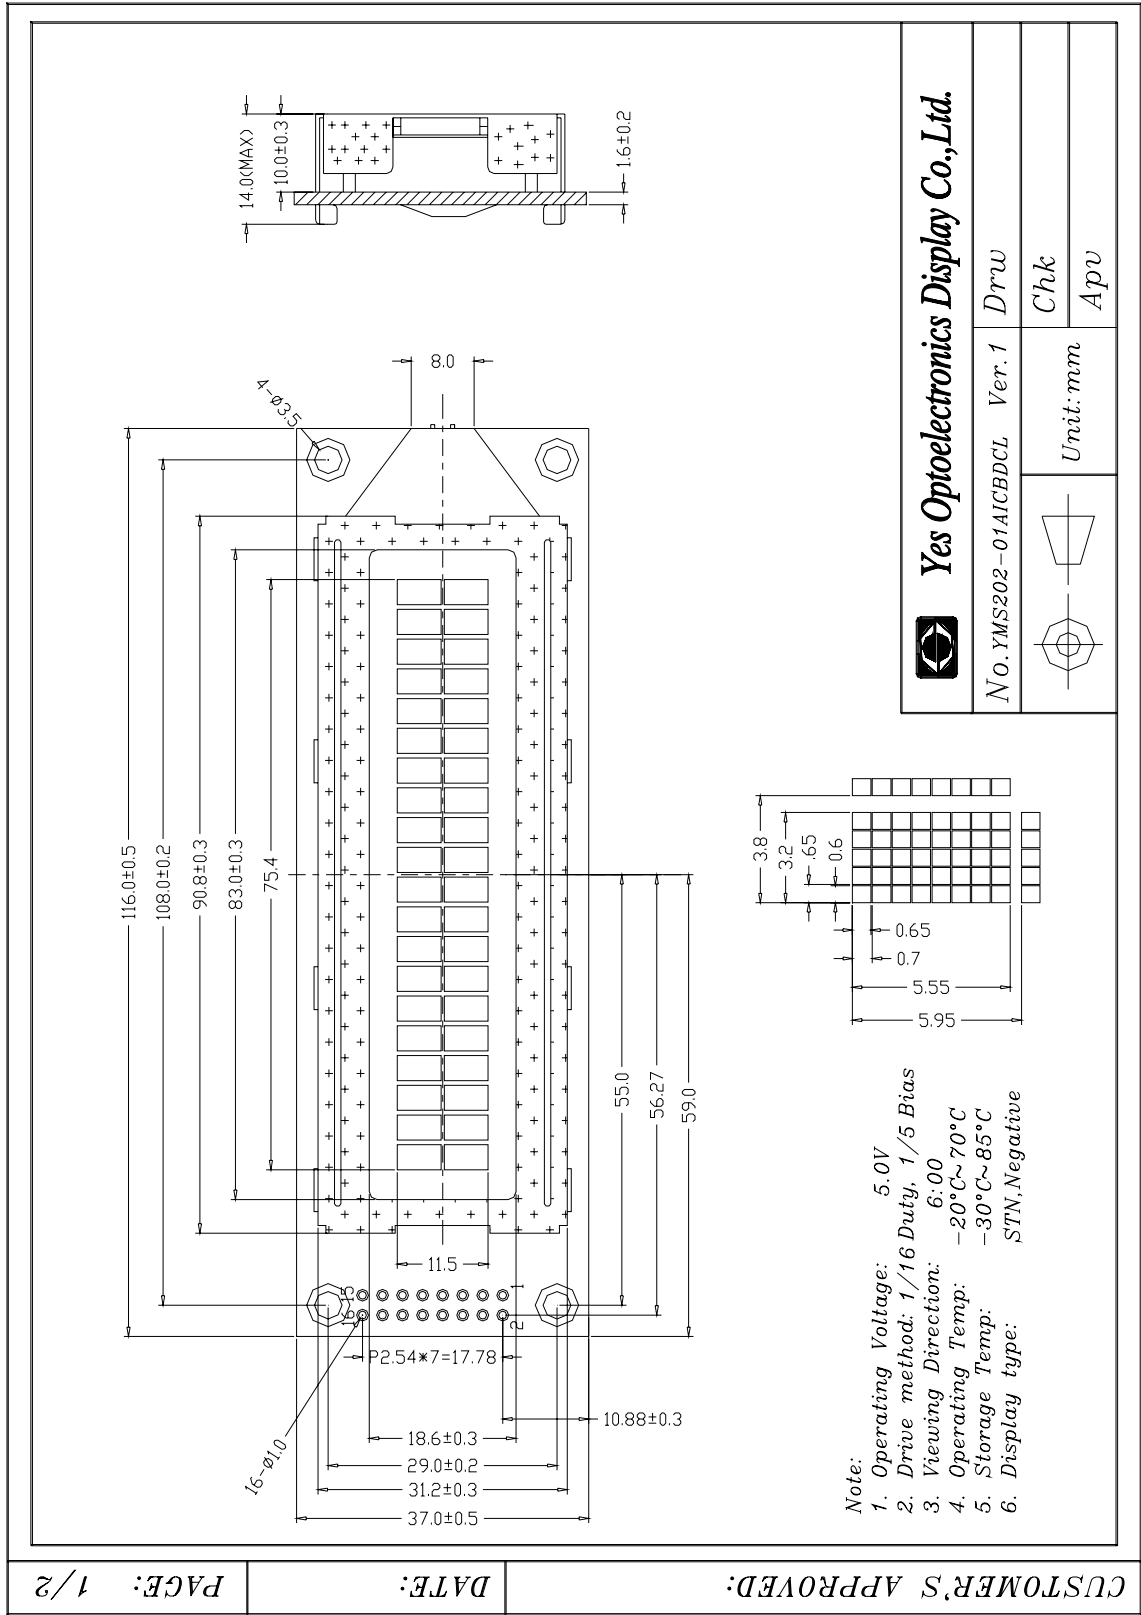 14.0(MAX)
10.0±0.3
1.6±0.2
8.0
4-ø3.5
116.0±0.5
108.0±0.2
90.8±0.3
83.0±0.3
75.4
55.0
56.27
59.0
11.5
15
16
1
2
P2.54*7=17.78
16-ø1.0
10.88±0.3
18.6±0.3
29.0±0.2
31.2±0.3
37.0±0.5
3.8
3.2
.65
0.6
0.65
0.7
5.55
5.95
Note:
1. Operating Voltage: 5.0V
2. Drive method: 1/16 Duty, 1/5 Bias
3. Viewing Direction: 6:00
4. Operating Temp: -20°C~70°C
5. Storage Temp: -30°C~85°C
6. Display type: STN,Negative
Yes Optoelectronics Display Co.,Ltd.
No.YMS202-01AICBDCL Ver.1
Drw
Chk
Apv
Unit:mm
CUSTOMER'S APPROVED:
DATE:
PAGE: 1/2